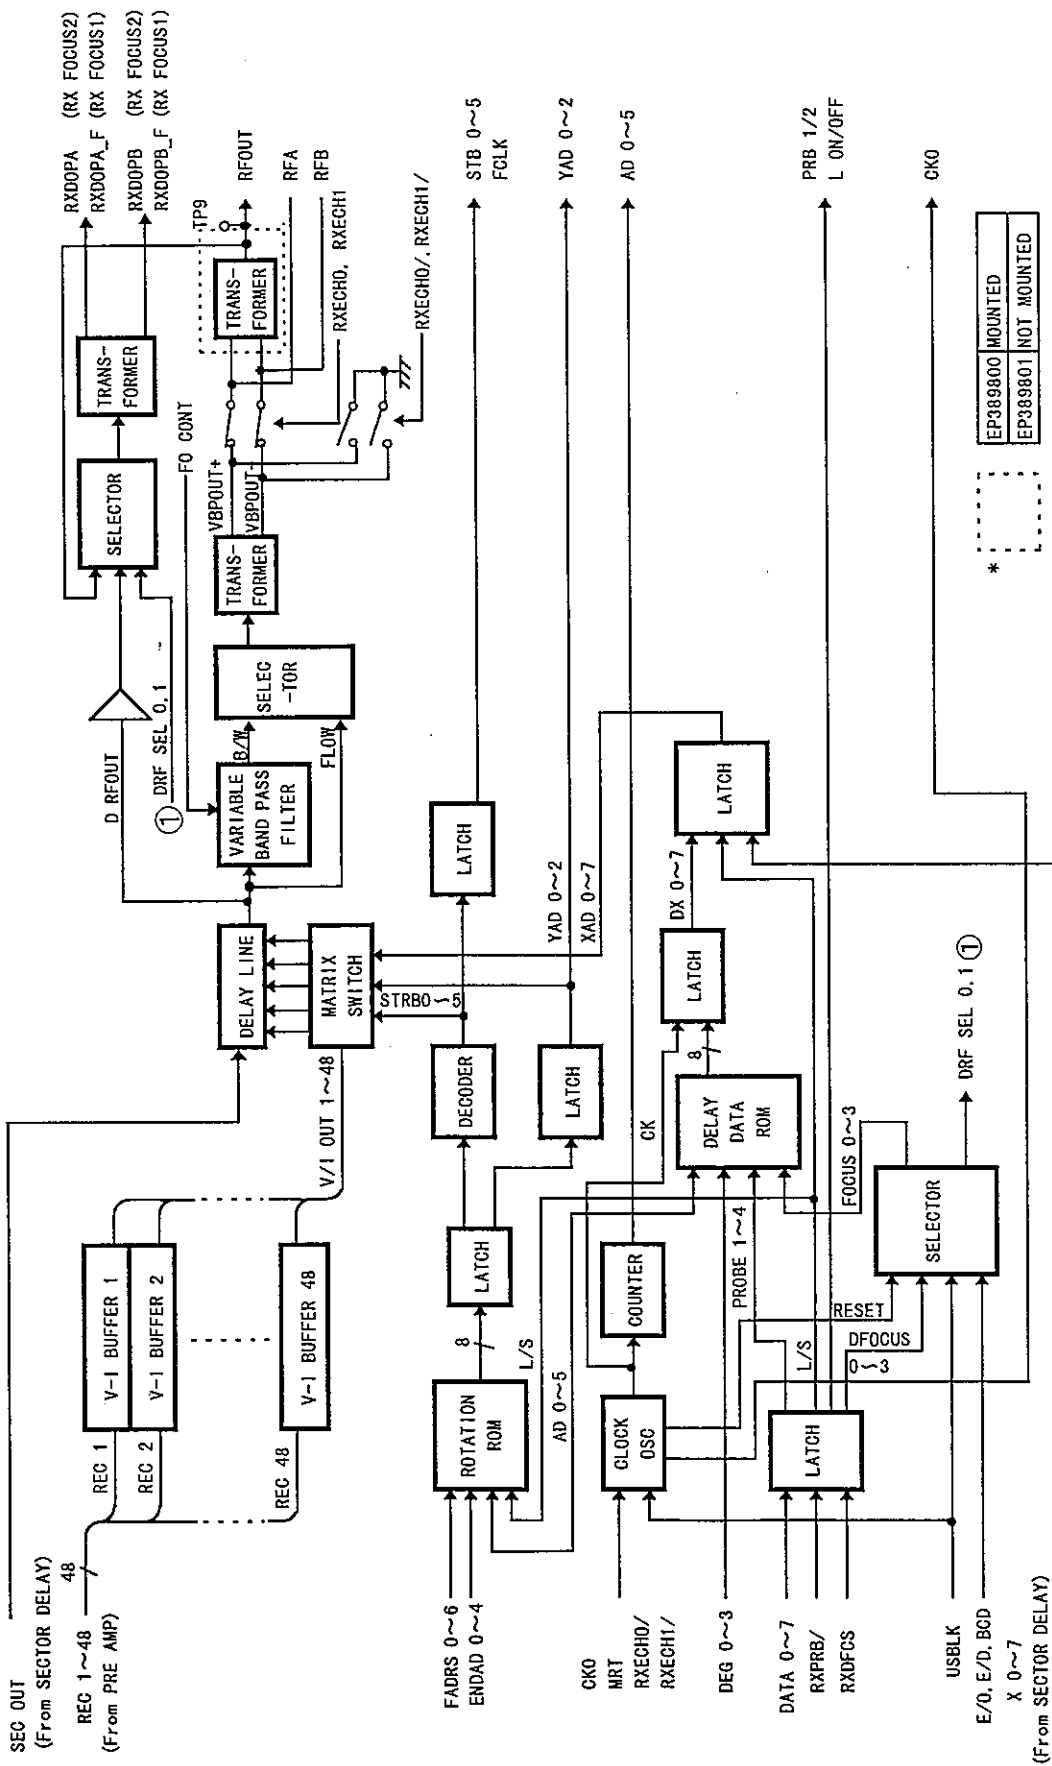 SEC OUT
(From SECTOR DELAY)
REC 1~48
(From PRE AMP)
48
REC 1
REC 2
REC 48
V-I BUFFER 1
V-I BUFFER 2
V-I BUFFER 48
V/I OUT 1~48
DELAY LINE
MATRIX
SWITCH
D RFOUT
① DRF SEL 0,1
VARIABLE
BAND PASS
FILTER
B/W
FLOW
SELEC
-TOR
TRANS-
FORMER
VBPOUT+
VBPOUT-
FO CONT
SELECTOR
TRANS-
FORMER
RXDOPA (RX FOCUS2)
RXDOPA_F (RX FOCUS1)
RXDOPB (RX FOCUS2)
RXDOPB_F (RX FOCUS1)
TRANS-
FORMER
TP9
RFOUT
RFA
RFB
RXECH0, RXECH1
RXECH0/, RXECH1/
FADRS 0~6
ENDAD 0~4
ROTATION
ROM
8
LATCH
DECODER
STRB0~5
LATCH
STB 0~5
FCLK
LATCH
YAD 0~2
XAD 0~7
YAD 0~2
L/S
AD 0~5
CKO
MRT
RXECH0/
RXECH1/
CLOCK
OSC
COUNTER
CK
AD 0~5
DEG 0~3
PROBE 1~4
DELAY
DATA
ROM
8
LATCH
DX 0~7
LATCH
DATA 0~7
RXPRB/
RXDFCS
LATCH
L/S
RESET
DFOCUS
0~3
FOCUS 0~3
PRB 1/2
L ON/OFF
USBLK
E/O, E/D, BCD
SELECTOR
DRF SEL 0,1 ①
CKO
X 0~7
(From SECTOR DELAY)
*
EP389800 MOUNTED
EP389801 NOT MOUNTED